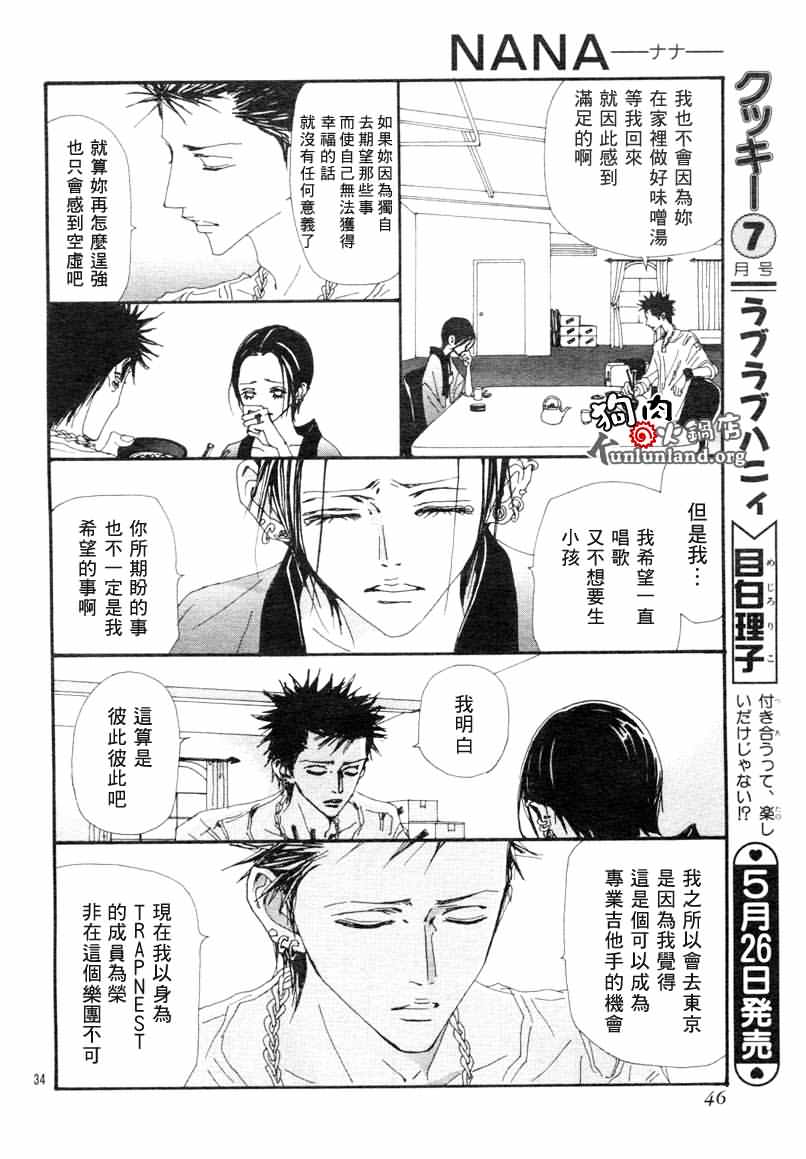 NANA—ナナ—
我也不會因為妳
在家裡做好味噌湯
等我回來
就因此感到
滿足的啊
如果妳因為獨自
去期望那些事
而使自己無法獲得
幸福的話
就沒有任何意義了
就算妳再怎麼逞強
也只會感到空虛吧
狗肉
火鍋店
Kunlunland.org
但是我…
我希望一直
唱歌
又不想要生
小孩
你所期盼的事
也不一定是我
希望的事啊
我明白
這算是
彼此彼此吧
我之所以會去東京
是因為我覺得
這是個可以成為
專業吉他手的機會
現在我以身為
TRAPNEST
的成員為榮
非在這個樂團不可
クッキー7月号
ラブラブハニィ
目白理子
めじろりこ
付き合うって、楽し
いだけじゃない!?
5月26日発売
34
46